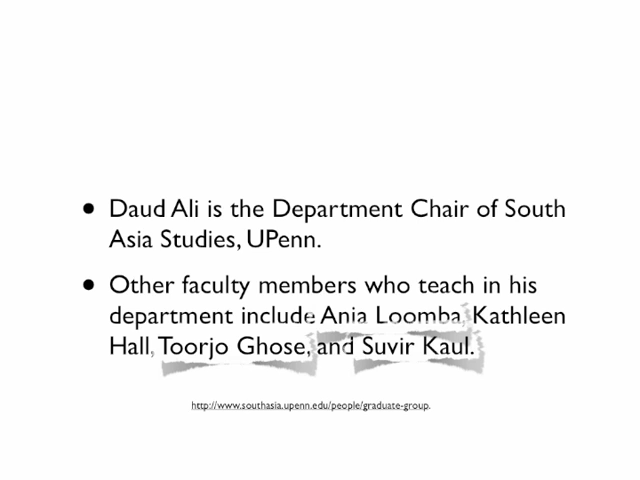 • Daud Ali is the Department Chair of South
Asia Studies, UPenn.
• Other faculty members who teach in his
department include Ania Loomba, Kathleen
Hall, Toorjo Ghose, and Suvir Kaul.
http://www.southasia.upenn.edu/people/graduate-group.